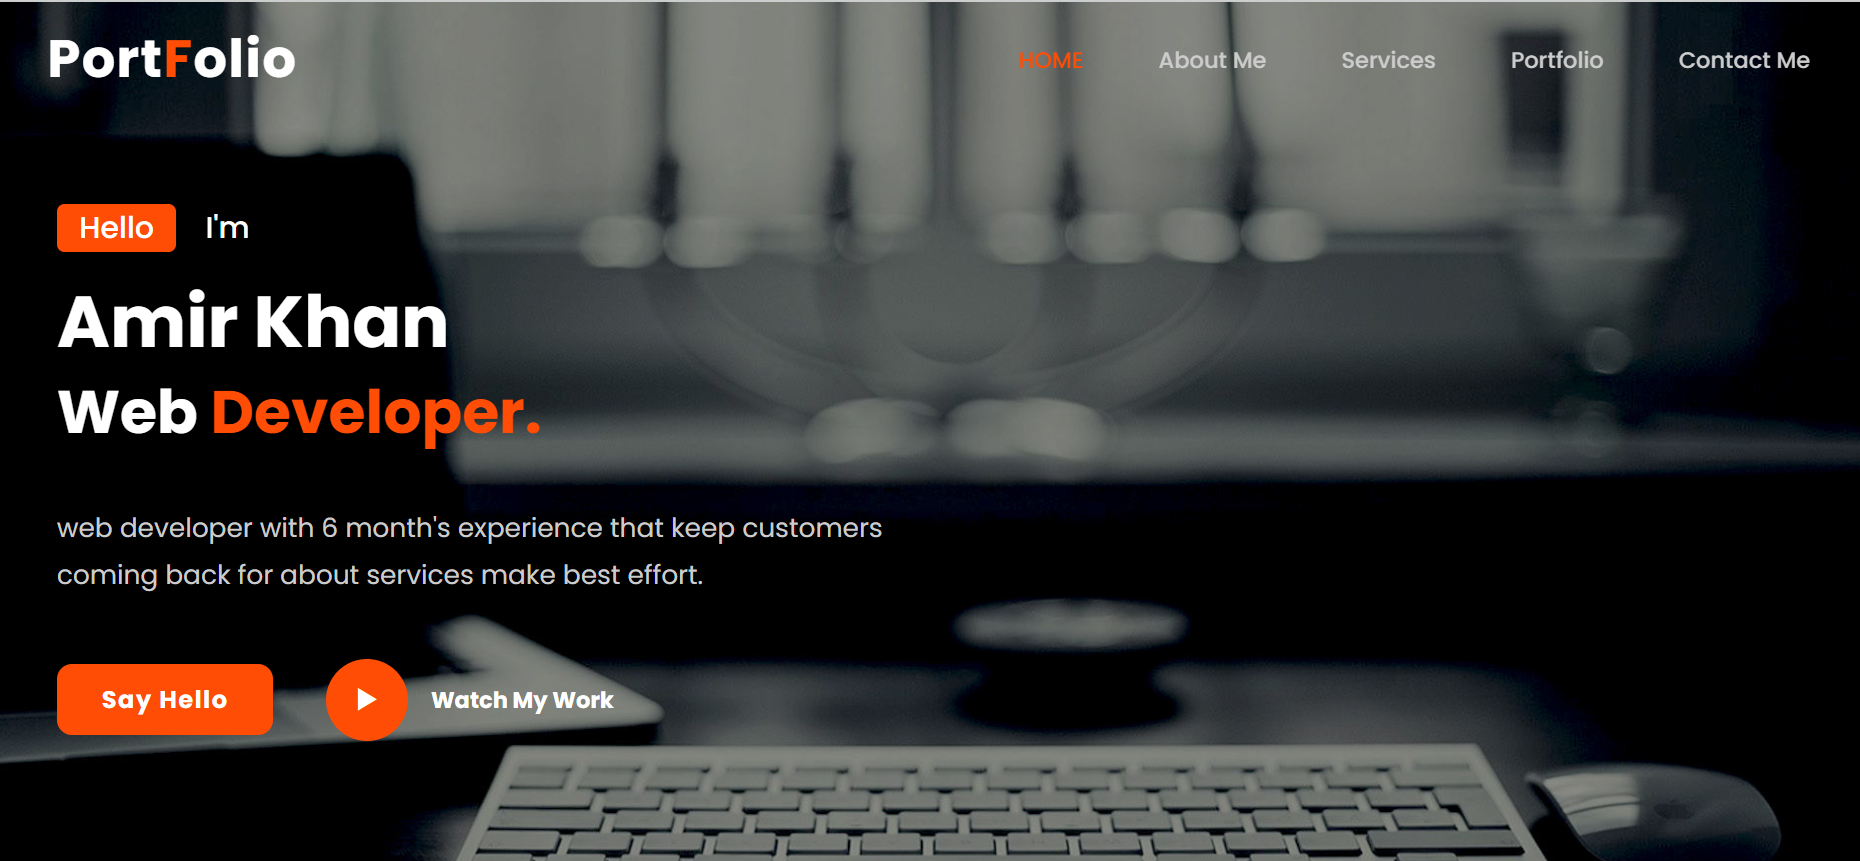 PortFolio
HOME About Me Services Portfolio Contact Me
Hello I'm
Amir Khan
Web Developer.
web developer with 6 month's experience that keep customers
coming back for about services make best effort.
Say Hello
Watch My Work